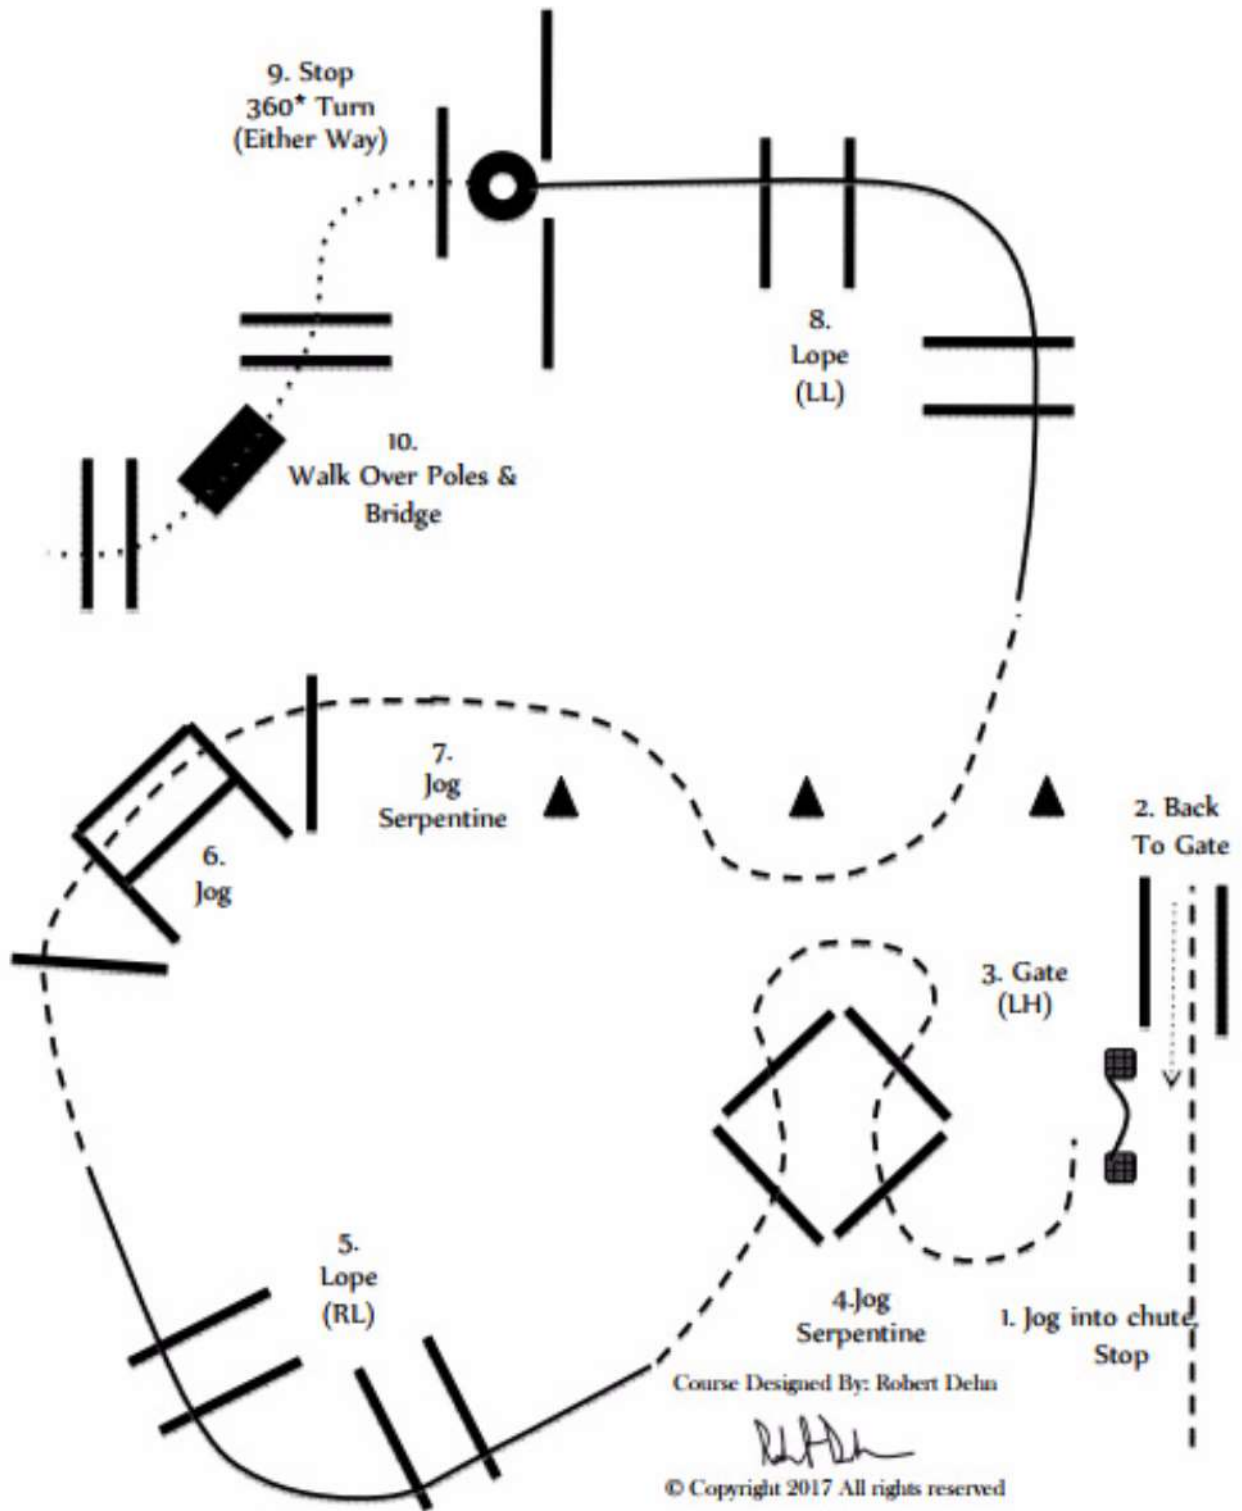 9. Stop
360* Turn
(Either Way)
8.
Lope
(LL)
10.
Walk Over Poles &
Bridge
7.
Jog
Serpentine
2. Back
To Gate
6.
Jog
3. Gate
(LH)
5.
Lope
(RL)
4.Jog
Serpentine
1. Jog into chute
Stop
Course Designed By: Robert Dehn
© Copyright 2017 All rights reserved